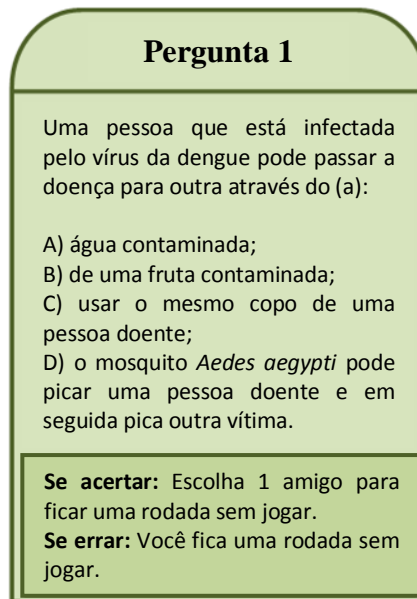 Pergunta 1
Uma pessoa que está infectada
pelo vírus da dengue pode passar a
doença para outra através do (a):
A) água contaminada;
B) de uma fruta contaminada;
C) usar o mesmo copo de uma
pessoa doente;
D) o mosquito Aedes aegypti pode
picar uma pessoa doente e em
seguida pica outra vítima.
Se acertar: Escolha 1 amigo para
ficar uma rodada sem jogar.
Se errar: Você fica uma rodada sem
jogar.